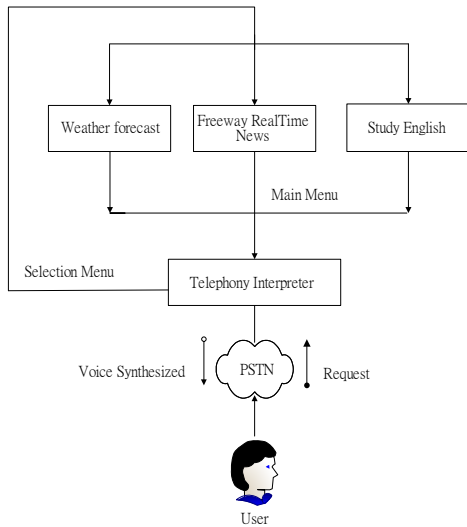 Weather forecast
Freeway RealTime
News
Study English
Main Menu
Selection Menu
Telephony Interpreter
Voice Synthesized
PSTN
Request
User